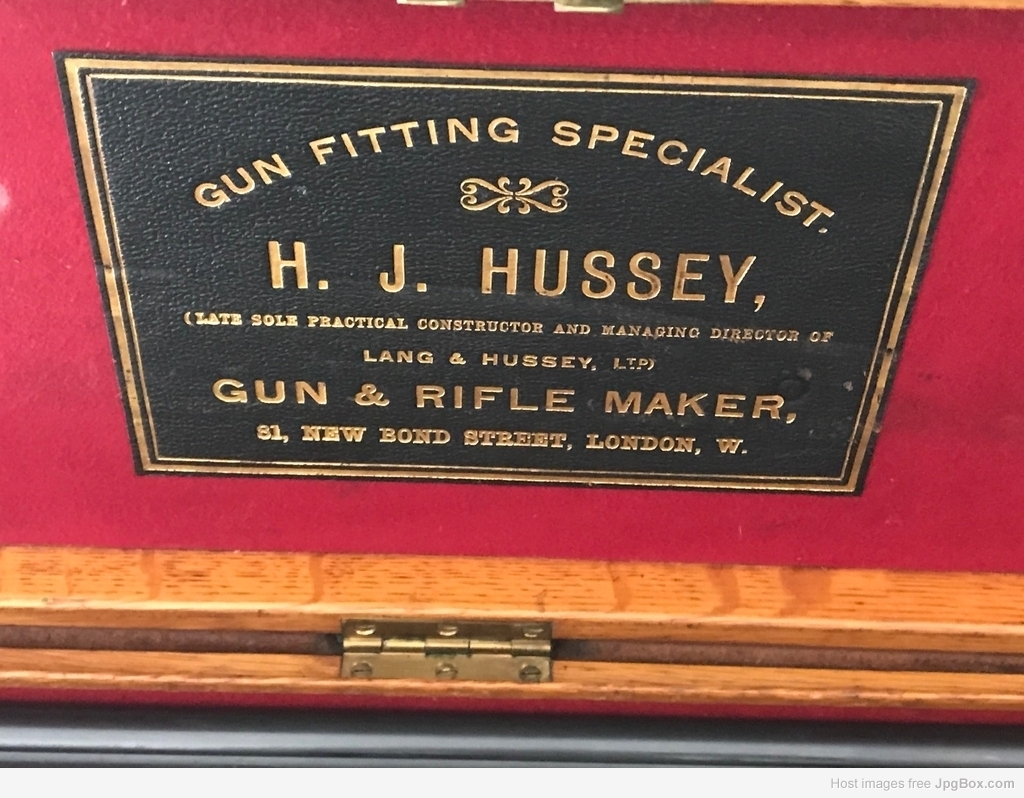 GUN FITTING SPECIALIST.
H. J. HUSSEY,
(LATE SOLE PRACTICAL CONSTRUCTOR AND MANAGING DIRECTOR OF
LANG & HUSSEY, LTD)
GUN & RIFLE MAKER,
81, NEW BOND STREET, LONDON, W.
Host images free JpgBox.com